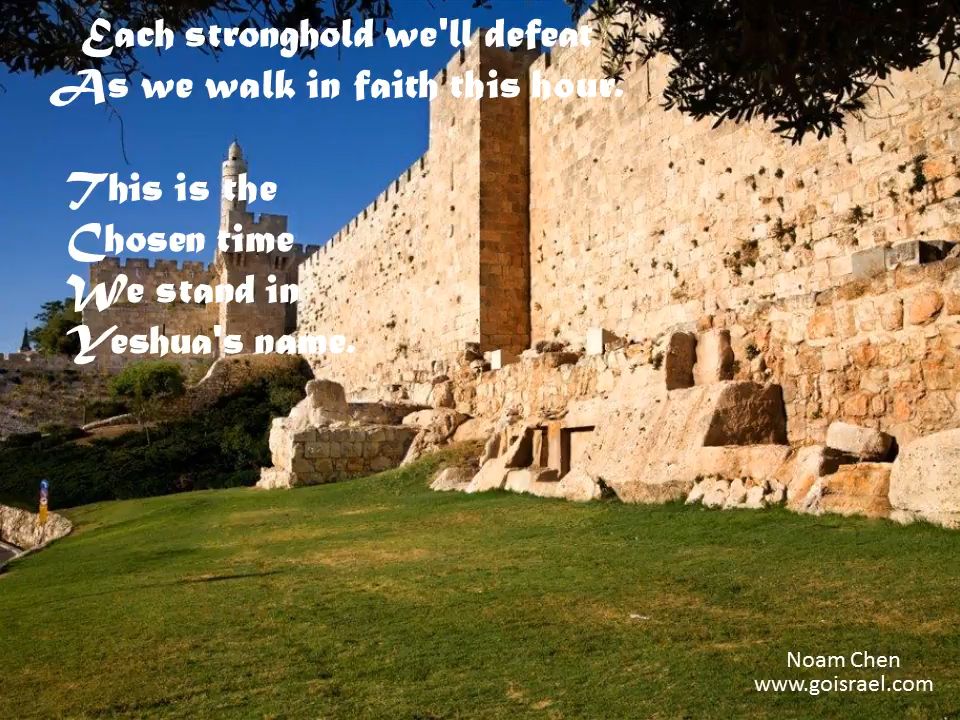 Each stronghold we'll defeat
As we walk in faith this hour.
This is the
Chosen time
We stand in
Yeshua's name.
Noam Chen
www.goisrael.com